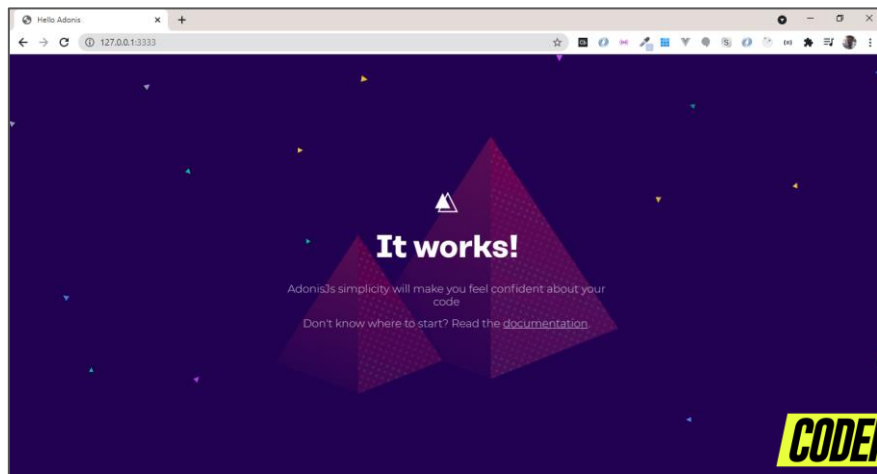 Hello Adonis
127.0.0.1:3333
It works!
AdonisJs simplicity will make you feel confident about your
code
Don't know where to start? Read the documentation.